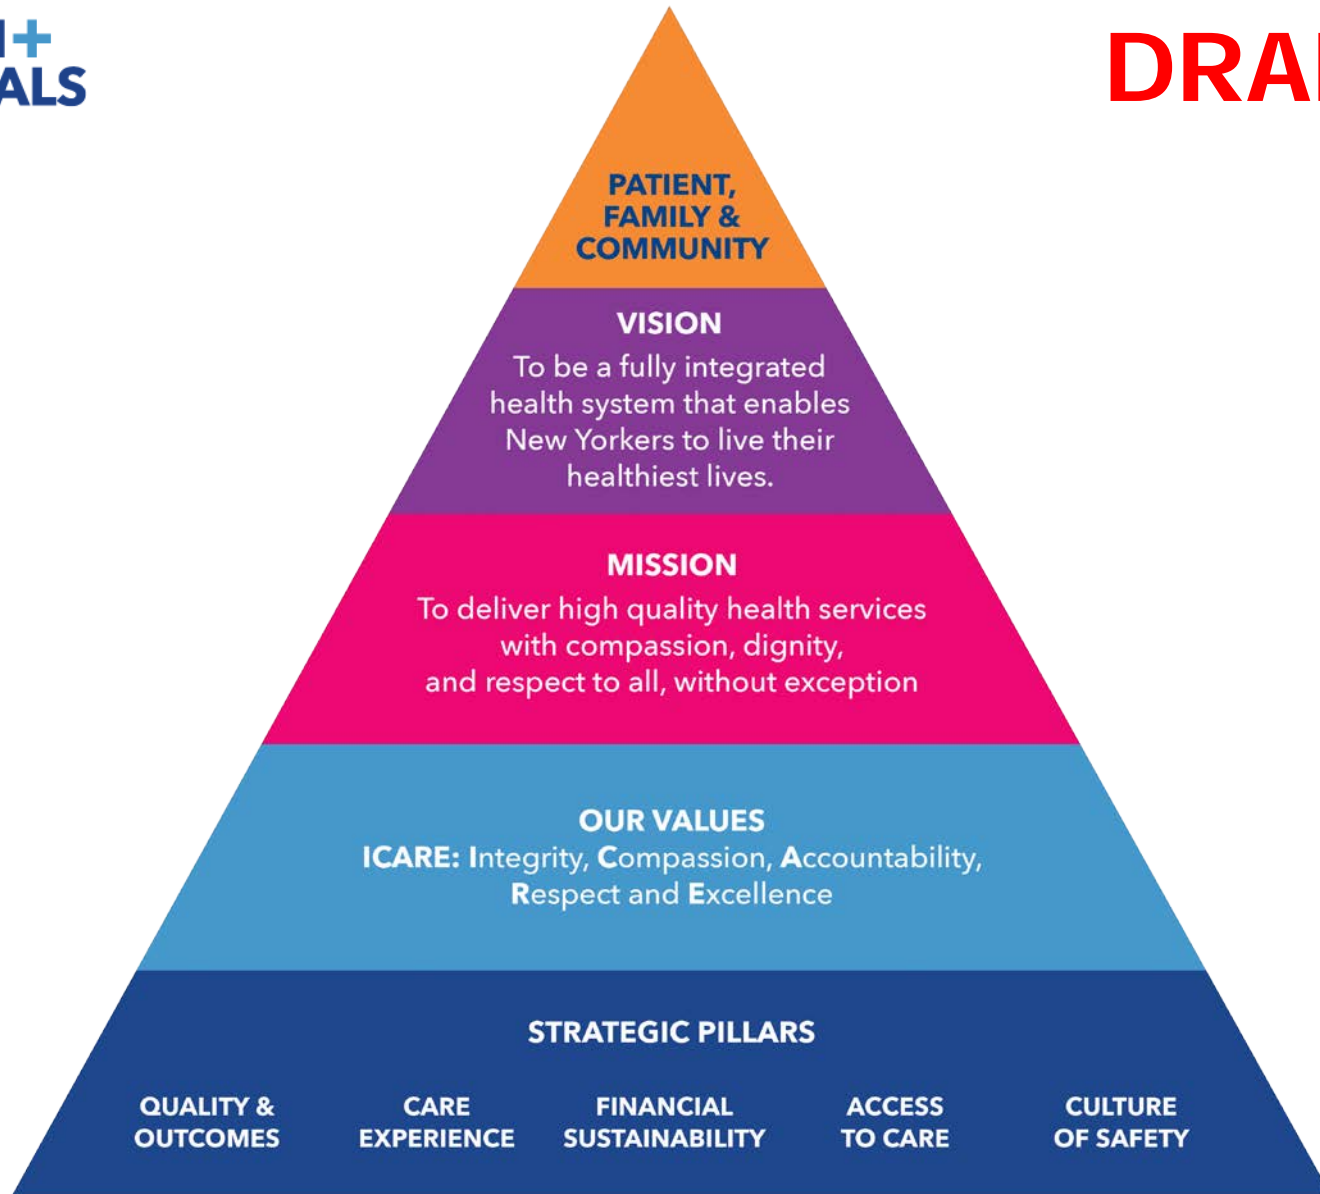 +
ALS
PATIENT,
FAMILY &
COMMUNITY
VISION
To be a fully integrated
health system that enables
New Yorkers to live their
healthiest lives.
MISSION
To deliver high quality health services
with compassion, dignity,
and respect to all, without exception
OUR VALUES
ICARE: Integrity, Compassion, Accountability,
Respect and Excellence
STRATEGIC PILLARS
QUALITY &
OUTCOMES
CARE
EXPERIENCE
FINANCIAL
SUSTAINABILITY
ACCESS
TO CARE
CULTURE
OF SAFETY